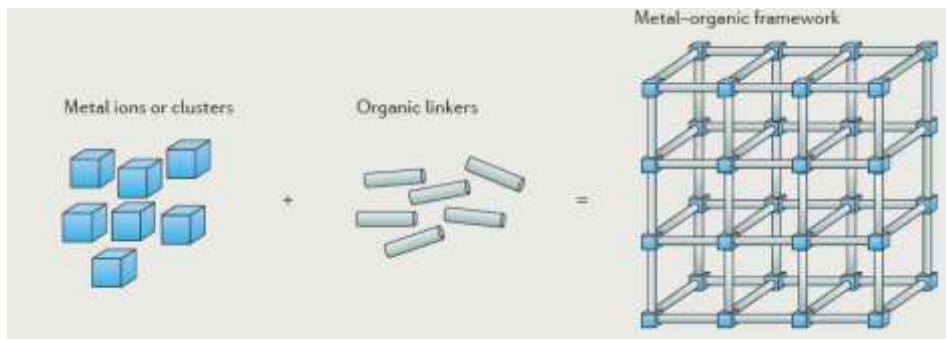 Metal–organic framework
Metal ions or clusters
Organic linkers
+
=